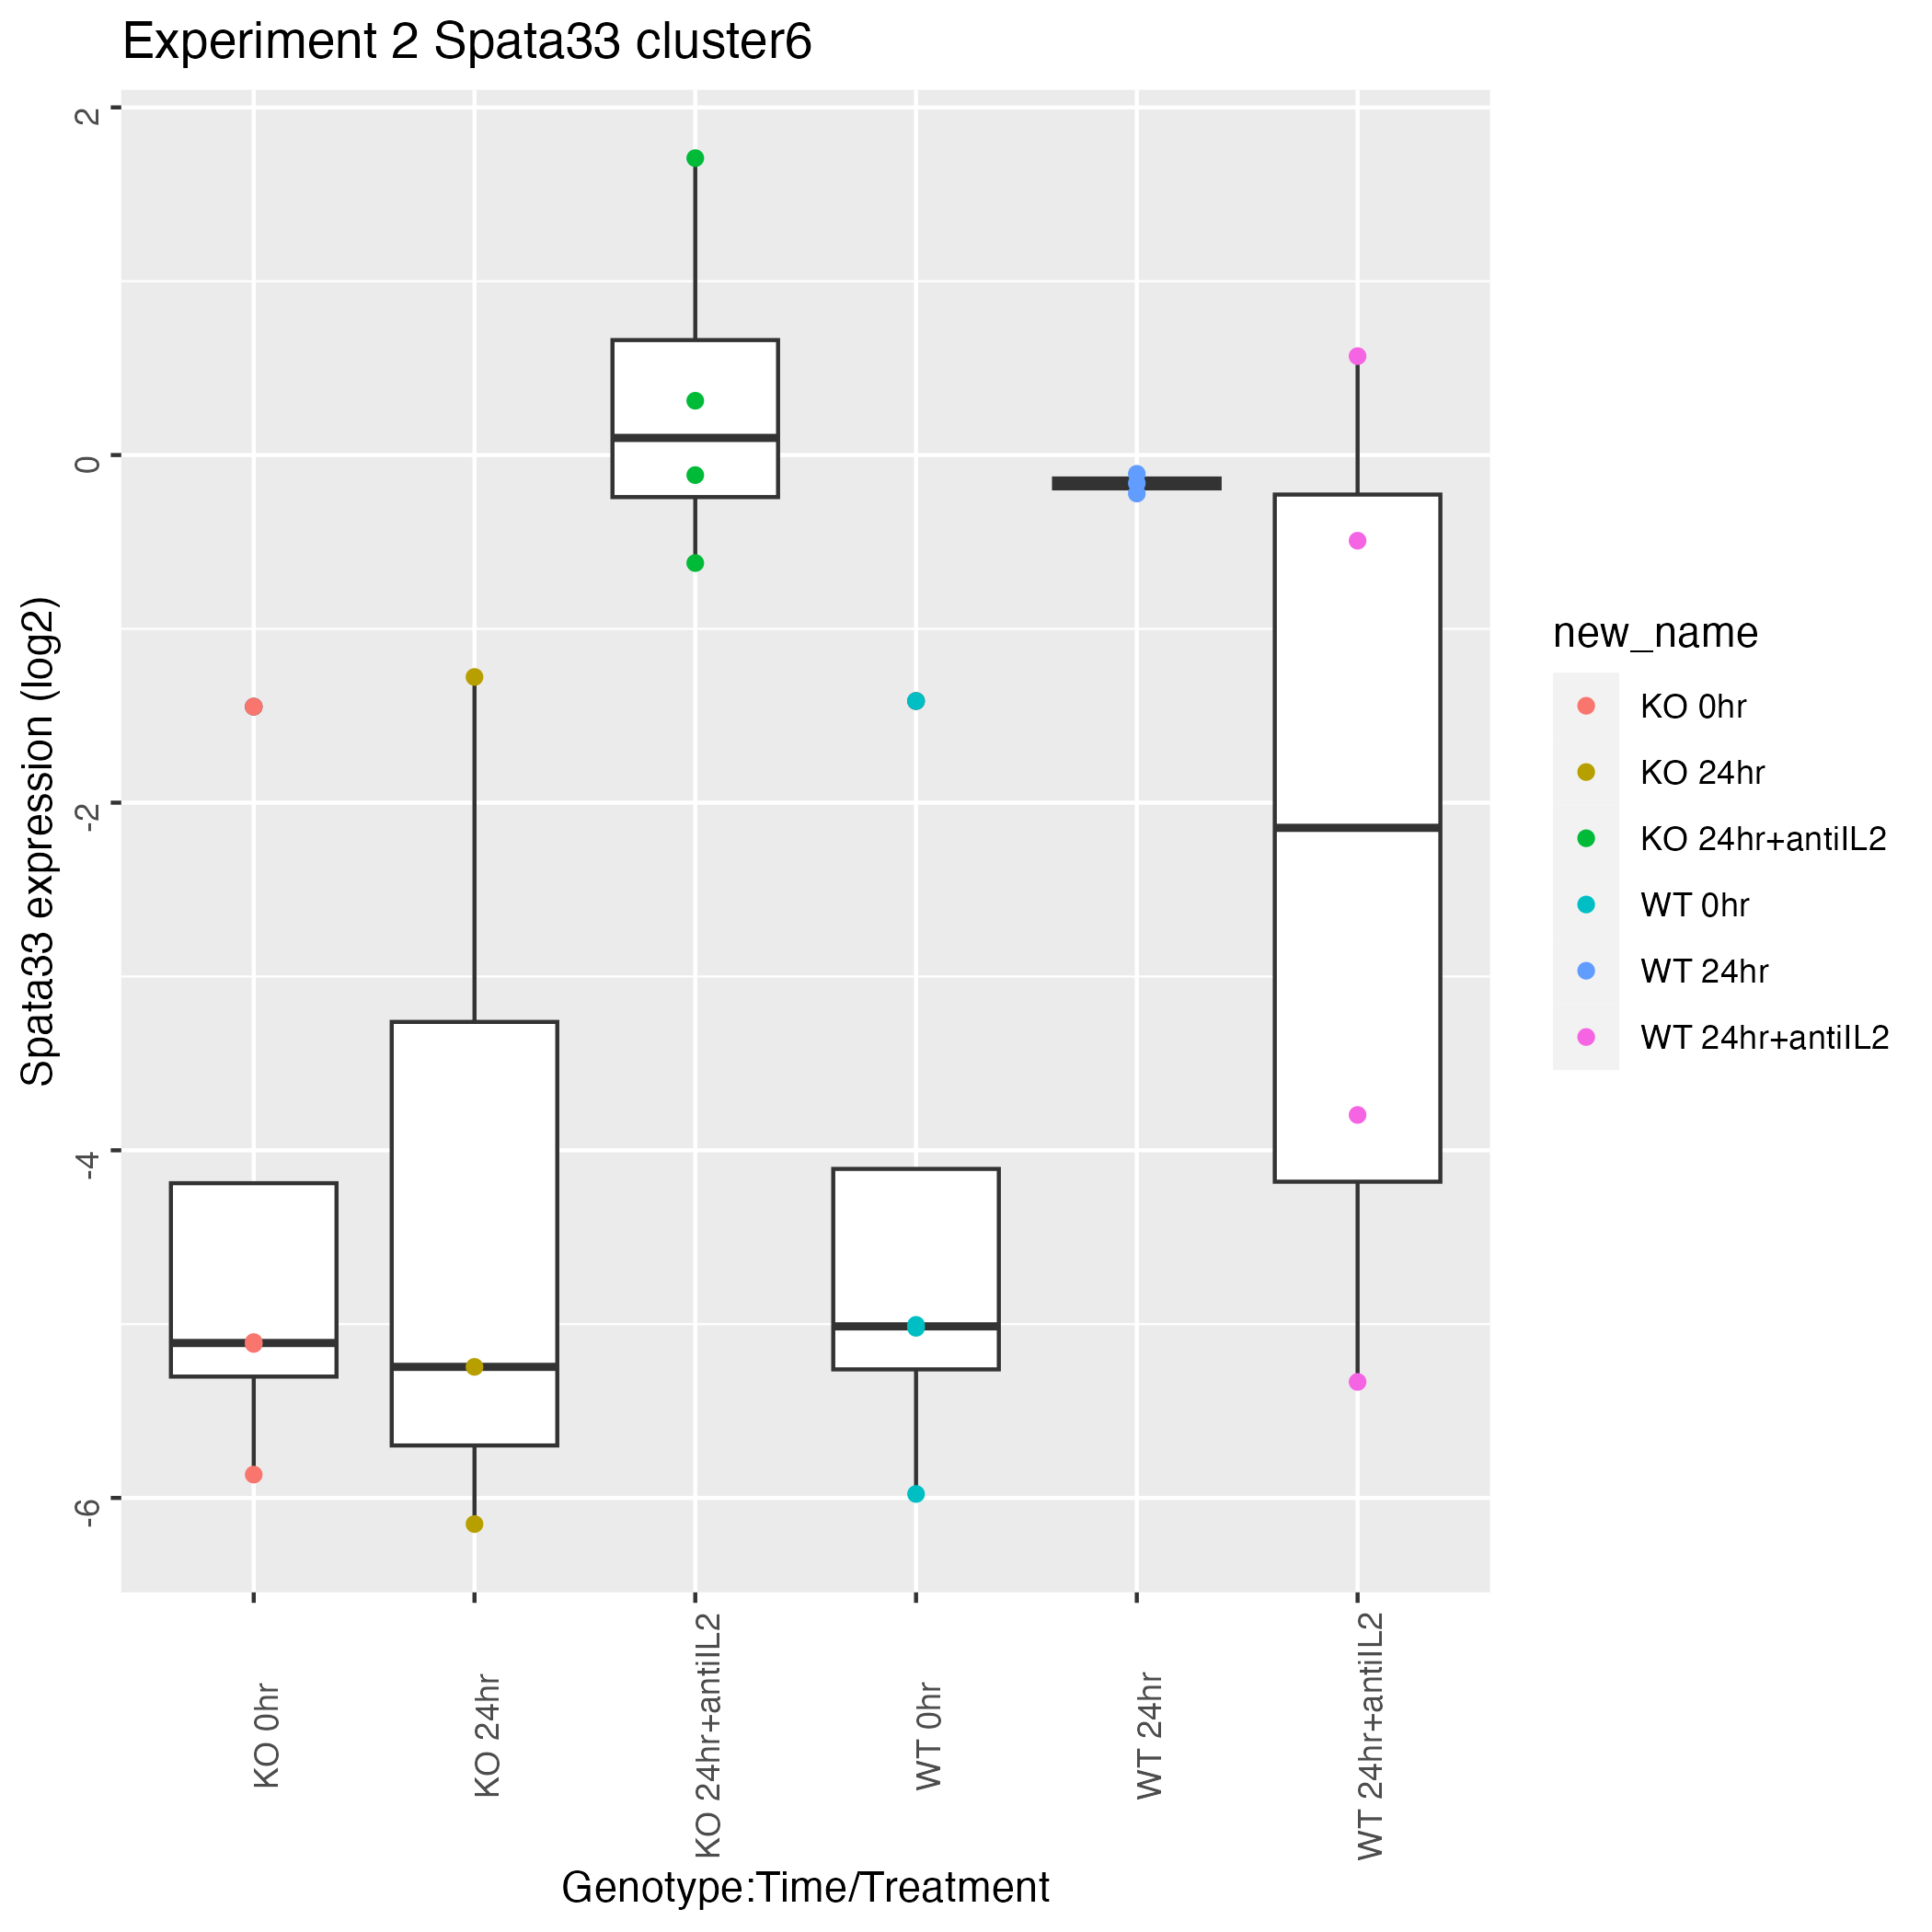 Experiment 2 Spata33 cluster6
Spata33 expression (log2)
2
0
-2
-4
-6
KO 0hr
KO 24hr
KO 24hr+antiIL2
WT 0hr
WT 24hr
WT 24hr+antiIL2
Genotype:Time/Treatment
new_name
KO 0hr
KO 24hr
KO 24hr+antiIL2
WT 0hr
WT 24hr
WT 24hr+antiIL2